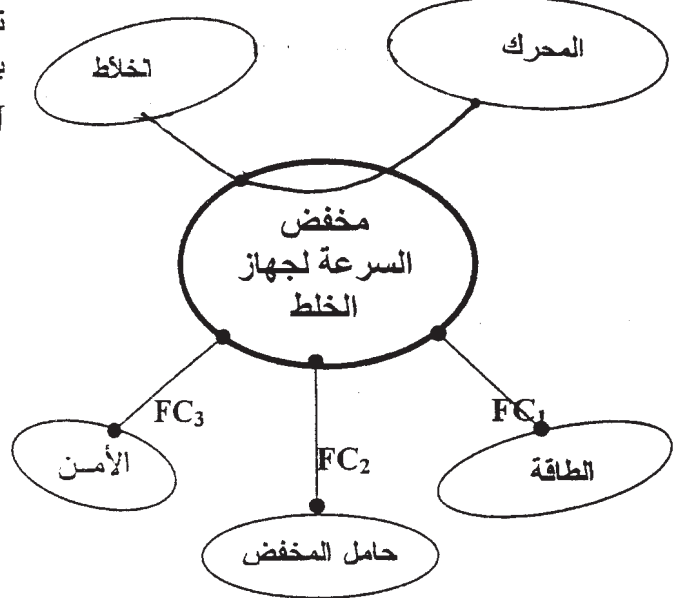 المحرك
الخلاط
مخفض
السرعة لجهاز
الخلط
FC₁
FC₃
FC₂
الطاقة
الأمن
حامل المخفض